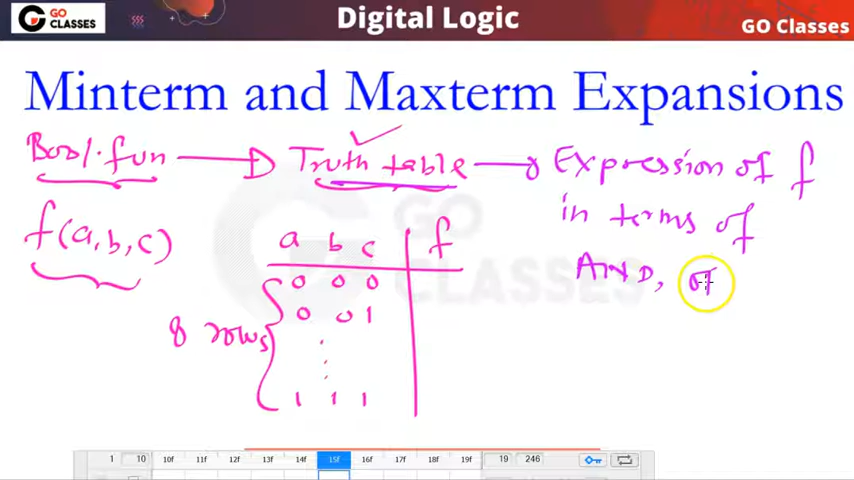 GO CLASSES
Digital Logic
GO Classes
Minterm and Maxterm Expansions
Bool. fun → Truth table → Expression of f
in terms of
AND, or
f(a,b,c)
a b c f
0 0 0
0 0 1
8 rows
1 1 1
GO CLASSES
1 10 10f 11f 12f 13f 14f 15f 16f 17f 18f 19f 19 246